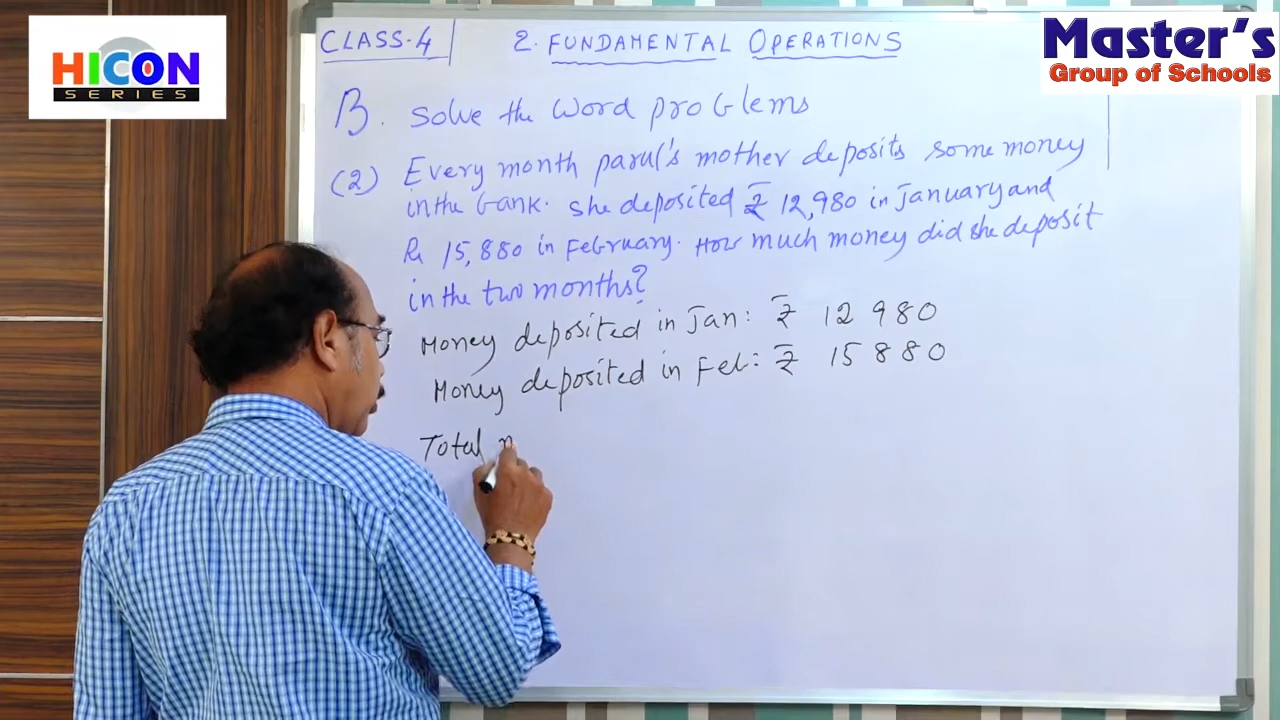 HICON
SERIES
Master's
Group of Schools
CLASS-4
2. FUNDAMENTAL OPERATIONS
B. Solve the word problems
(2) Every month parul's mother deposits some money
in the bank. She deposited ₹ 12,980 in January and
Rs 15,880 in February. How much money did she deposit
in the two months?
Money deposited in Jan: ₹ 12 980
Money deposited in Feb: ₹ 15 880
Total